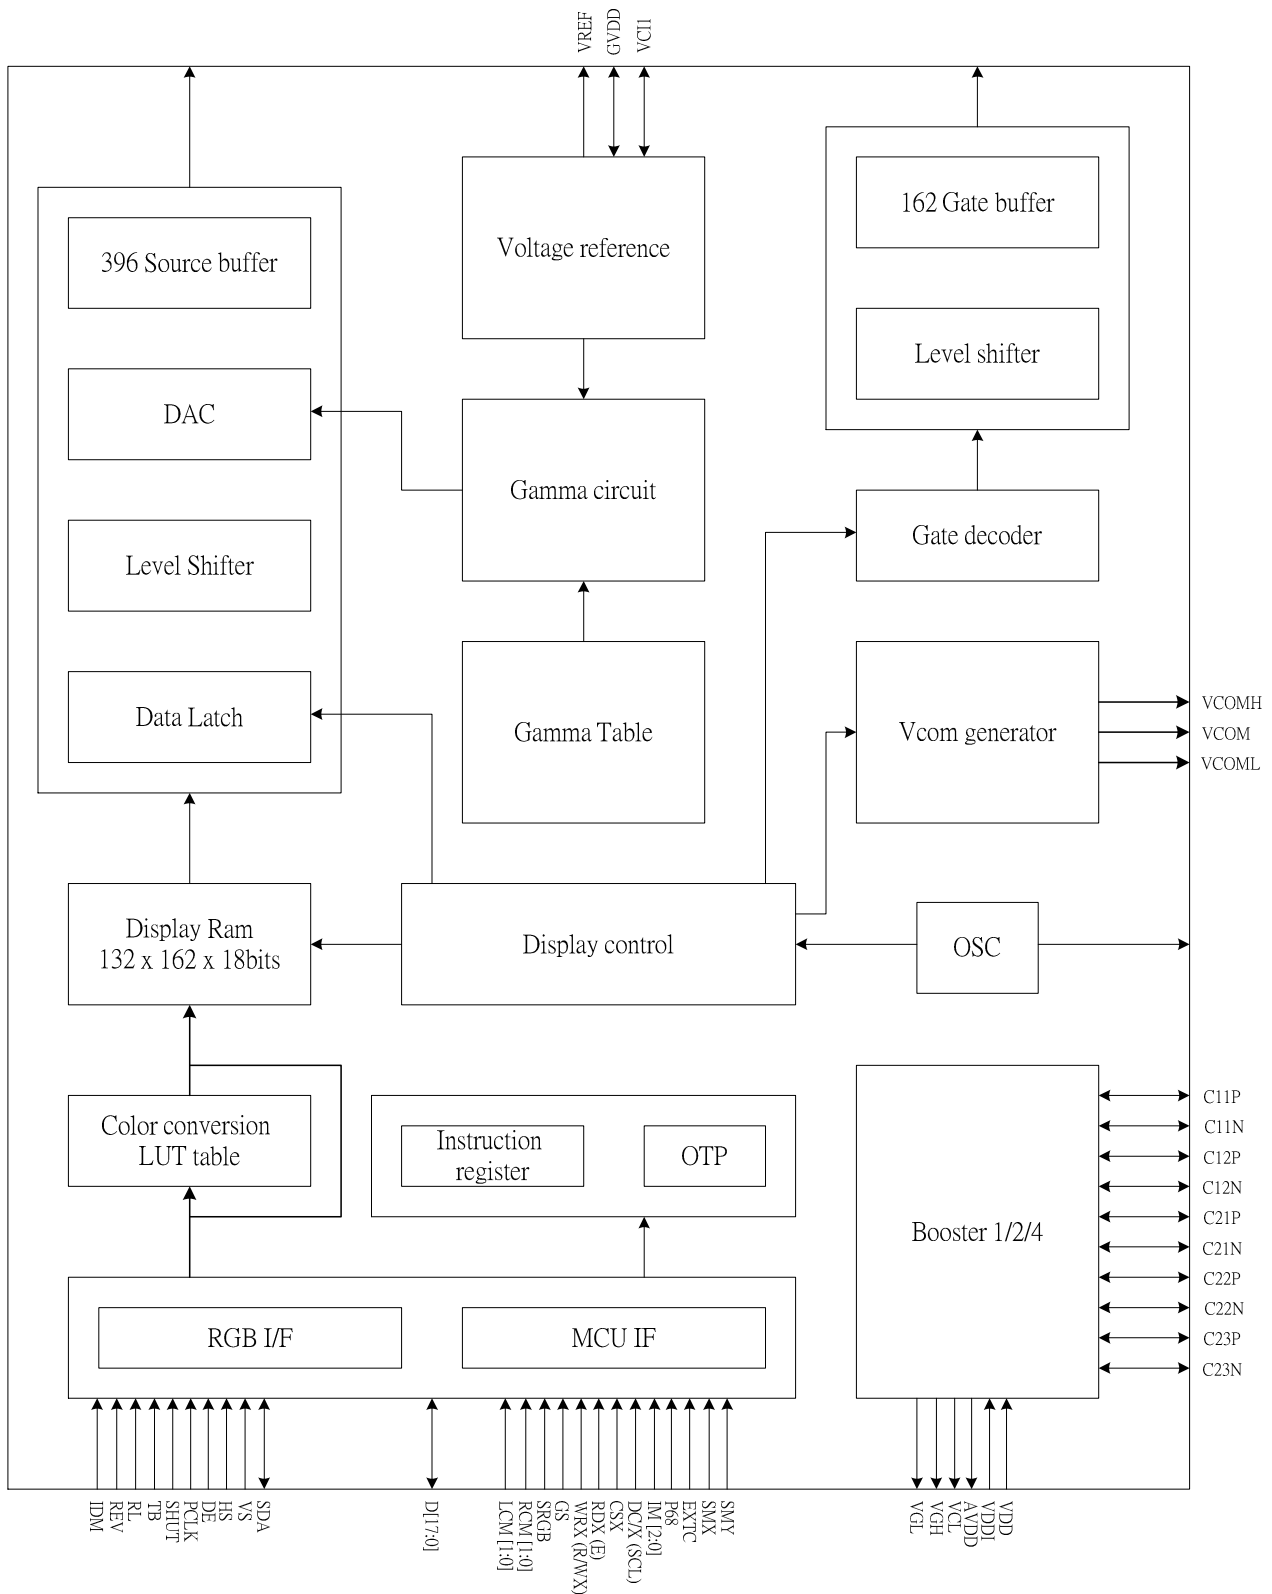 VREF
GVDD
VCI1
396 Source buffer
Voltage reference
162 Gate buffer
Level shifter
DAC
Gamma circuit
Gate decoder
Level Shifter
Data Latch
Gamma Table
Vcom generator
VCOMH
VCOM
VCOML
Display Ram
132 x 162 x 18bits
Display control
OSC
Color conversion
LUT table
Instruction
register
OTP
Booster 1/2/4
C11P
C11N
C12P
C12N
C21P
C21N
C22P
C22N
C23P
C23N
RGB I/F
MCU IF
IDM
REV
RL
TB
SHUT
PCLK
DE
HS
VS
SDA
D[17:0]
LCM [1:0]
RCM [1:0]
SRGB
GS
WRX (R/WX)
RDX (E)
CSX
DC/X (SCL)
IM [2:0]
P68
EXTC
SMX
SMY
VGL
VGH
VCL
AVDD
VDDI
VDD